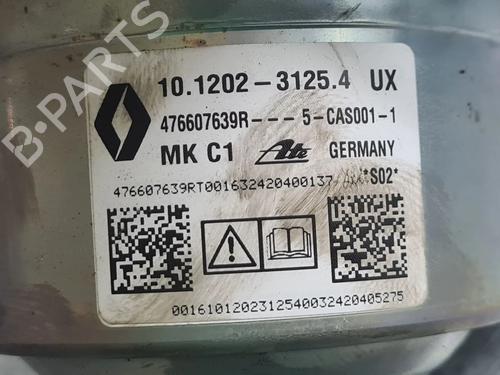 10.1202-3125.4 UX
476607639R---5-CAS001-1
MK C1 Ate GERMANY
476607639RT001632420400137 *S02*
0016101202312540032420405275
B-PARTS